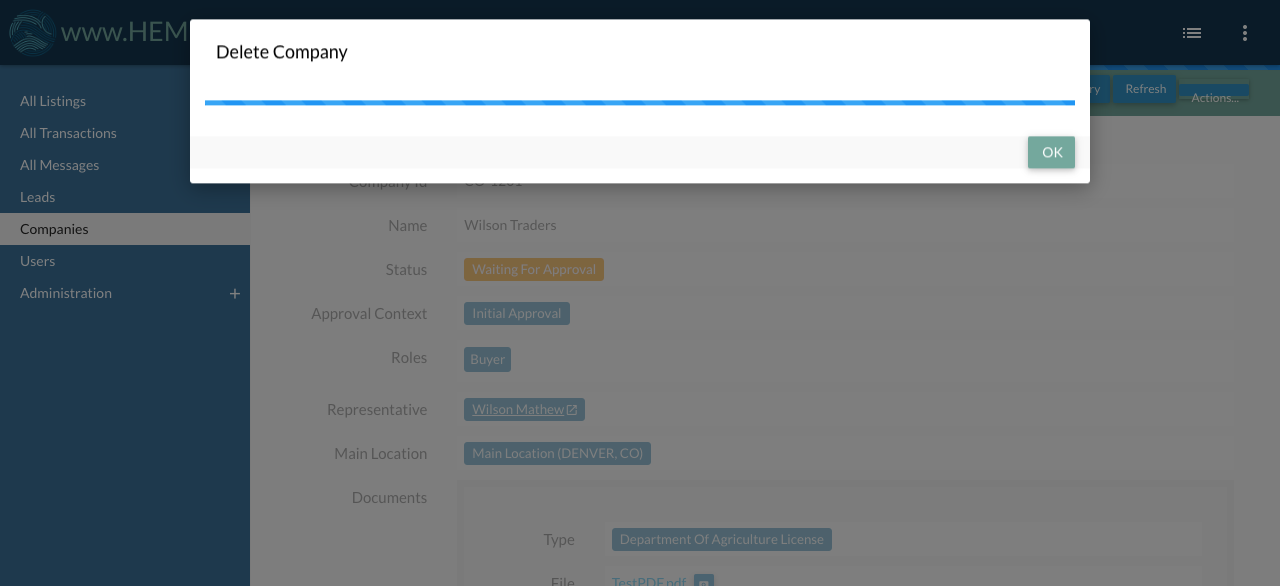 www.HEM
Delete Company
ry
Refresh
Actions...
OK
All Listings
All Transactions
All Messages
Leads
Companies
Users
Administration
Company Id
Name
Wilson Traders
Status
Waiting For Approval
Approval Context
Initial Approval
Roles
Buyer
Representative
Wilson Mathew
Main Location
Main Location (DENVER, CO)
Documents
Type
Department Of Agriculture License
File
TestPDF.pdf